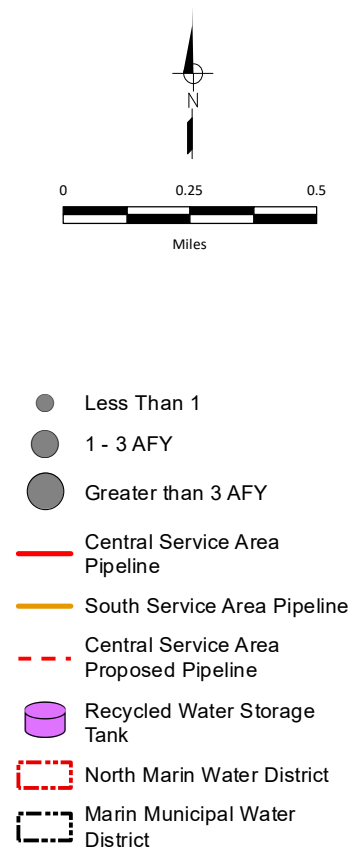 N
0 0.25 0.5
Miles
Less Than 1
1 - 3 AFY
Greater than 3 AFY
Central Service Area
Pipeline
South Service Area Pipeline
Central Service Area
Proposed Pipeline
Recycled Water Storage
Tank
North Marin Water District
Marin Municipal Water
District